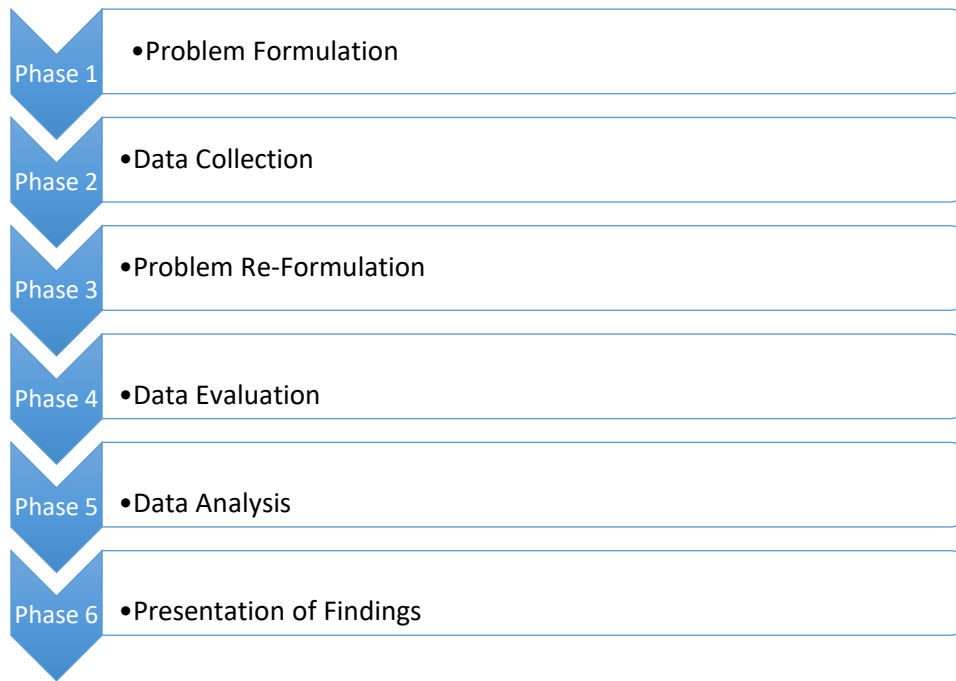 Phase 1
•Problem Formulation
Phase 2
•Data Collection
Phase 3
•Problem Re-Formulation
Phase 4
•Data Evaluation
Phase 5
•Data Analysis
Phase 6
•Presentation of Findings